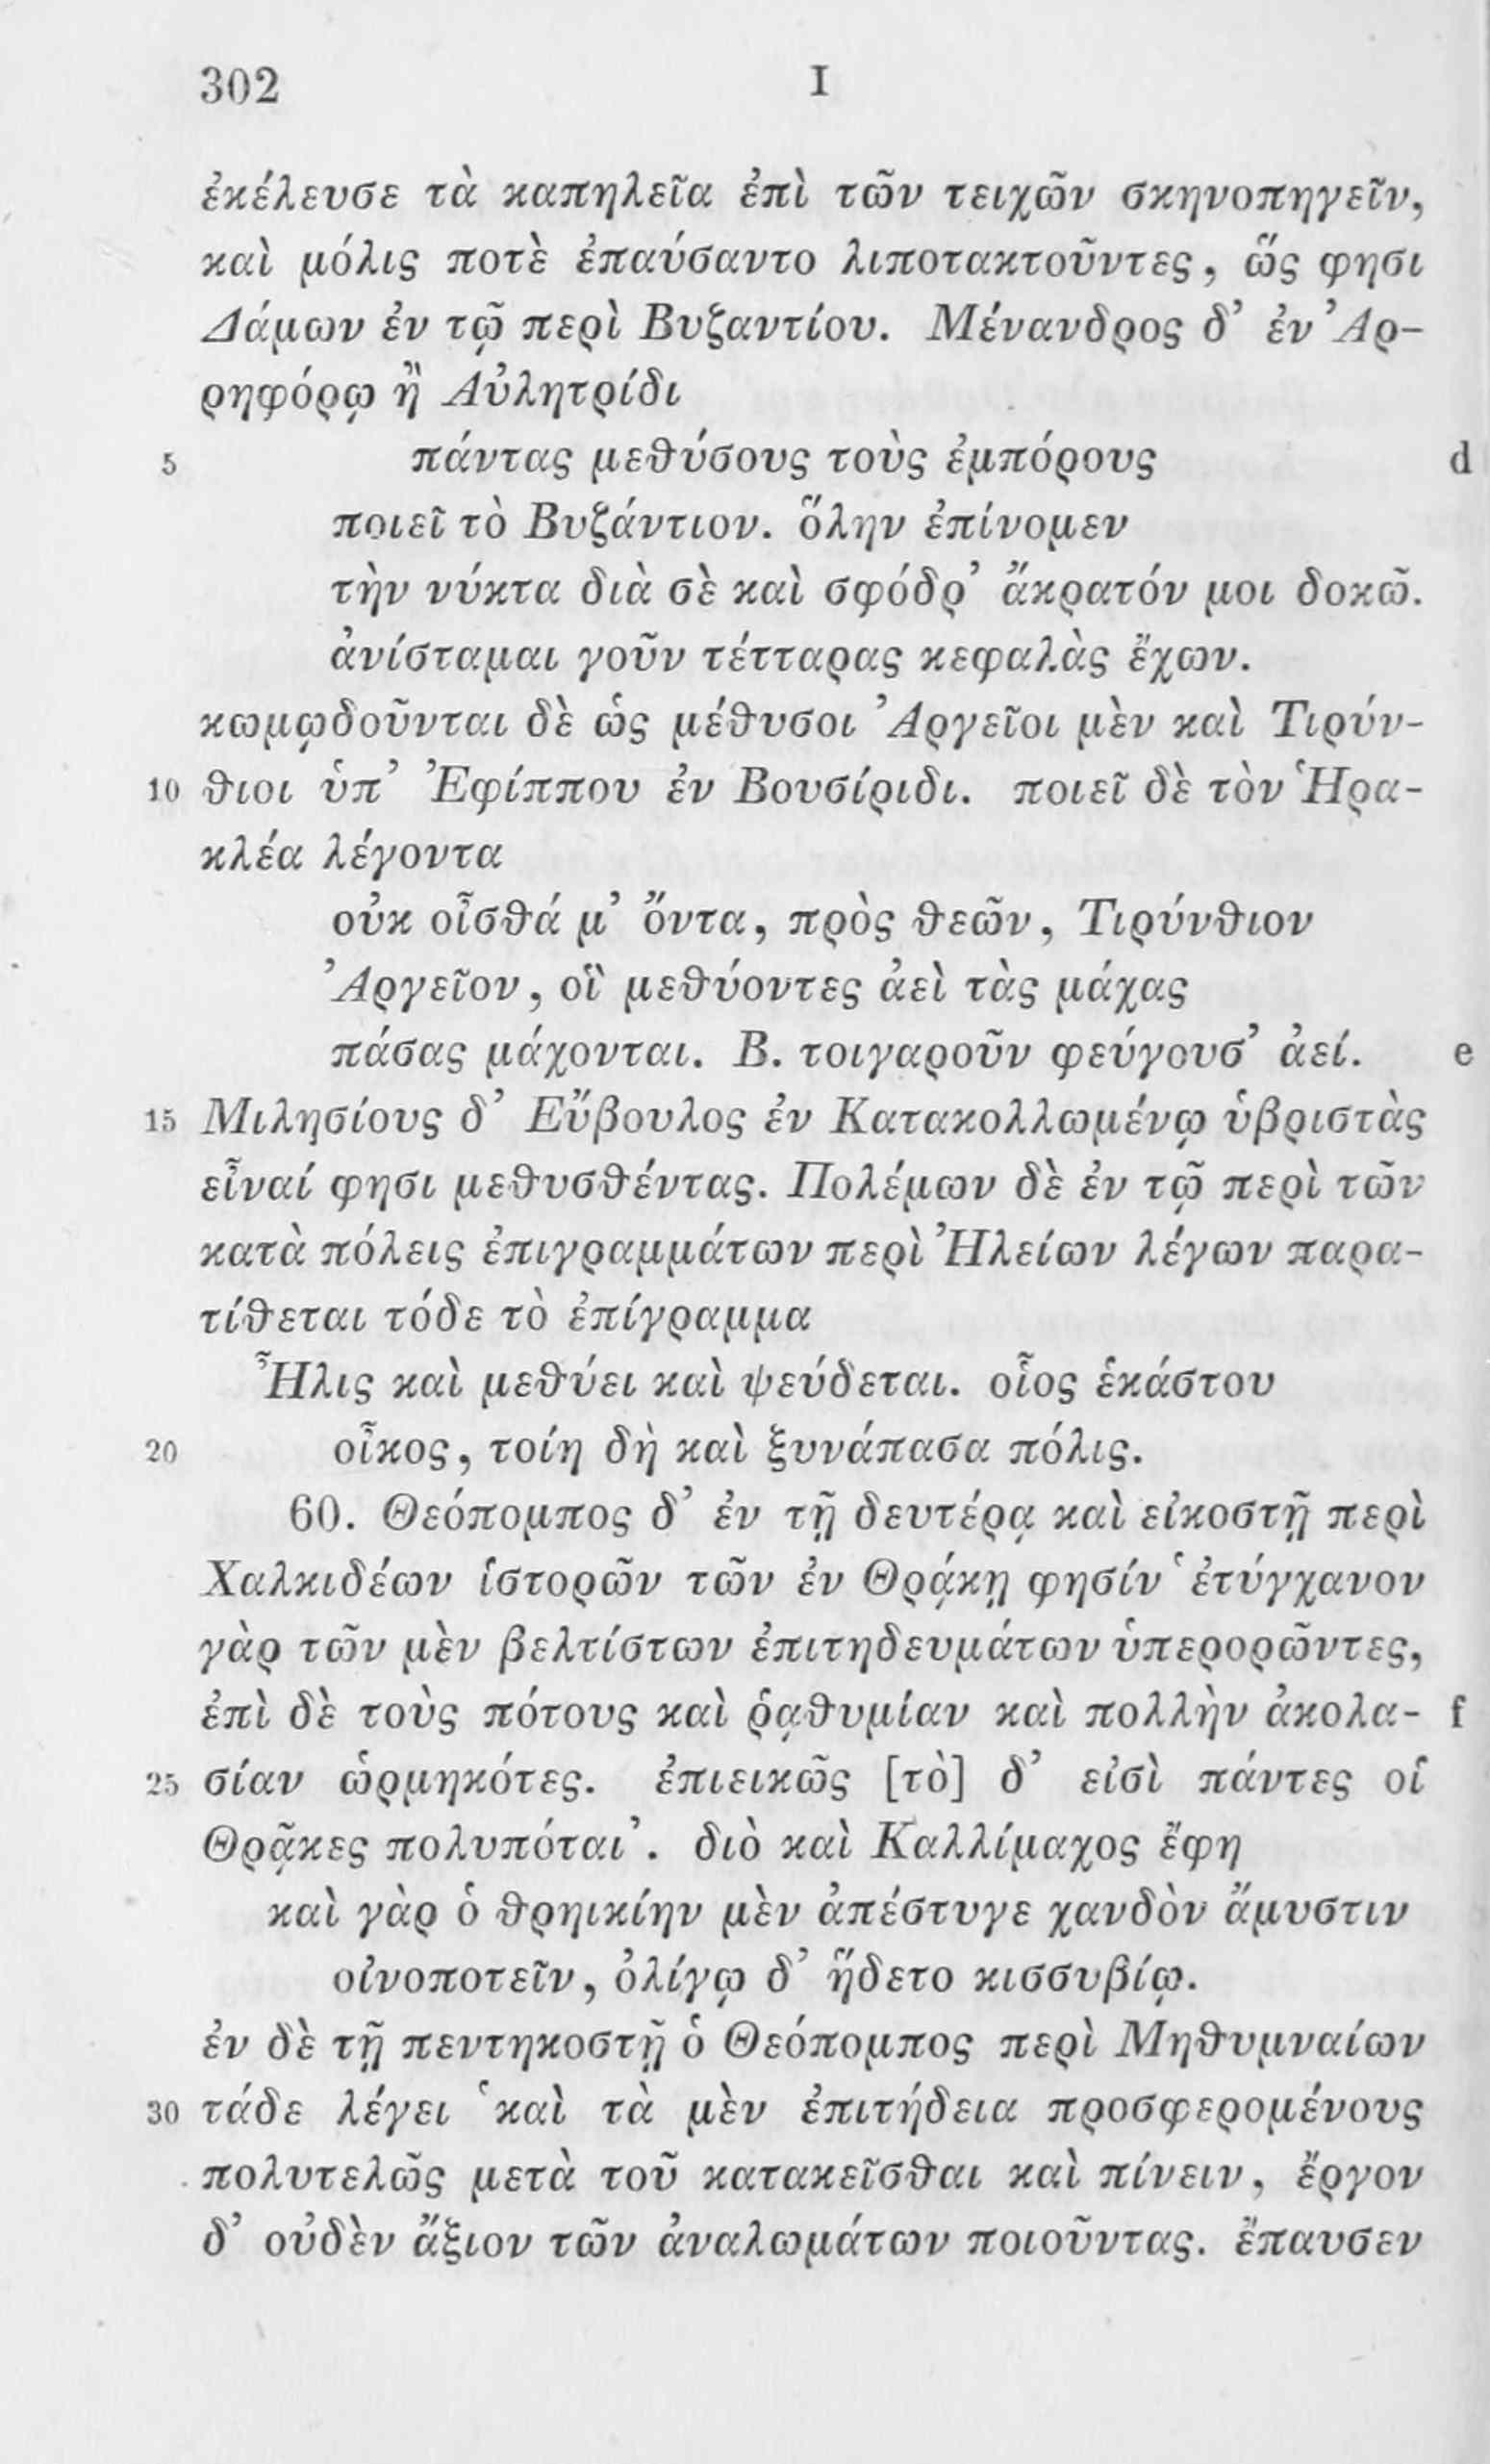 302 I
ἐκέλευσε τὰ καπηλεῖα ἐπὶ τῶν τειχῶν σκηνοπηγεῖν,
καὶ μόλις ποτὲ ἐπαύσαντο λιποτακτοῦντες, ὥς φησι
Δάμων ἐν τῷ περὶ Βυζαντίου. Μένανδρος δ’ ἐν Ἀρ-
ρηφόρῳ ἢ Αὐλητρίδι
5 πάντας μεθύσους τοὺς ἐμπόρους d
ποιεῖ τὸ Βυζάντιον. ὅλην ἐπίνομεν
τὴν νύκτα διὰ σὲ καὶ σφόδρ’ ἄκρατόν μοι δοκῶ.
ἀνίσταμαι γοῦν τέτταρας κεφαλὰς ἔχων.
κωμῳδοῦνται δὲ ὡς μέθυσοι Ἀργεῖοι μὲν καὶ Τιρύν-
10 θιοι ὑπ’ Ἐφίππου ἐν Βουσίριδι. ποιεῖ δὲ τὸν Ἡρα-
κλέα λέγοντα
οὐκ οἶσθά μ’ ὄντα, πρὸς θεῶν, Τιρύνθιον
Ἀργεῖον, οἳ μεθύοντες ἀεὶ τὰς μάχας
πάσας μάχονται. Β. τοιγαροῦν φεύγουσ’ ἀεί. e
15 Μιλησίους δ’ Εὔβουλος ἐν Κατακολλωμένῳ ὑβριστὰς
εἶναί φησι μεθυσθέντας. Πολέμων δὲ ἐν τῷ περὶ τῶν
κατὰ πόλεις ἐπιγραμμάτων περὶ Ἠλείων λέγων παρα-
τίθεται τόδε τὸ ἐπίγραμμα
Ἦλις καὶ μεθύει καὶ ψεύδεται. οἷος ἑκάστου
20 οἶκος, τοίη δὴ καὶ ξυνάπασα πόλις.
60. Θεόπομπος δ’ ἐν τῇ δευτέρᾳ καὶ εἰκοστῇ περὶ
Χαλκιδέων ἱστορῶν τῶν ἐν Θρᾴκῃ φησίν ‘ἐτύγχανον
γὰρ τῶν μὲν βελτίστων ἐπιτηδευμάτων ὑπερορῶντες,
ἐπὶ δὲ τοὺς πότους καὶ ῥᾳθυμίαν καὶ πολλὴν ἀκολα- f
25 σίαν ὡρμηκότες. ἐπιεικῶς [τὸ] δ’ εἰσὶ πάντες οἱ
Θρᾷκες πολυπόται’. διὸ καὶ Καλλίμαχος ἔφη
καὶ γὰρ ὁ θρηικίην μὲν ἀπέστυγε χανδὸν ἄμυστιν
οἰνοποτεῖν, ὀλίγῳ δ’ ἥδετο κισσυβίῳ.
ἐν δὲ τῇ πεντηκοστῇ ὁ Θεόπομπος περὶ Μηθυμναίων
30 τάδε λέγει ‘καὶ τὰ μὲν ἐπιτήδεια προσφερομένους
πολυτελῶς μετὰ τοῦ κατακεῖσθαι καὶ πίνειν, ἔργον
δ’ οὐδὲν ἄξιον τῶν ἀναλωμάτων ποιοῦντας. ἔπαυσεν